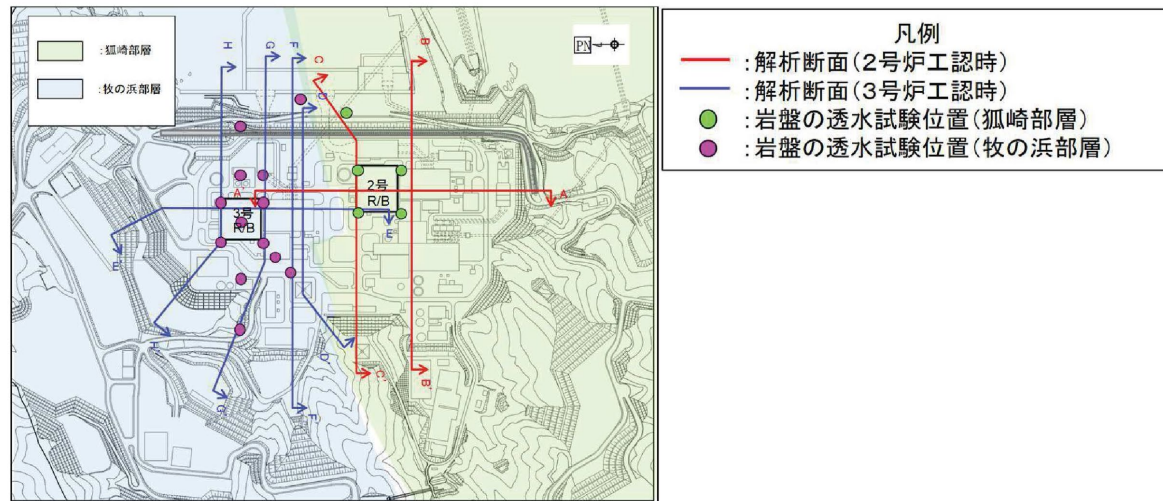 :狐崎部層
:牧の浜部層
PN
H
G
F
C
D
B
2号
R/B
A'
A
3号
R/B
E
E'
H'
D'
C'
B'
G'
F'
凡例
:解析断面(2号炉工認時)
:解析断面(3号炉工認時)
:岩盤の透水試験位置(狐崎部層)
:岩盤の透水試験位置(牧の浜部層)